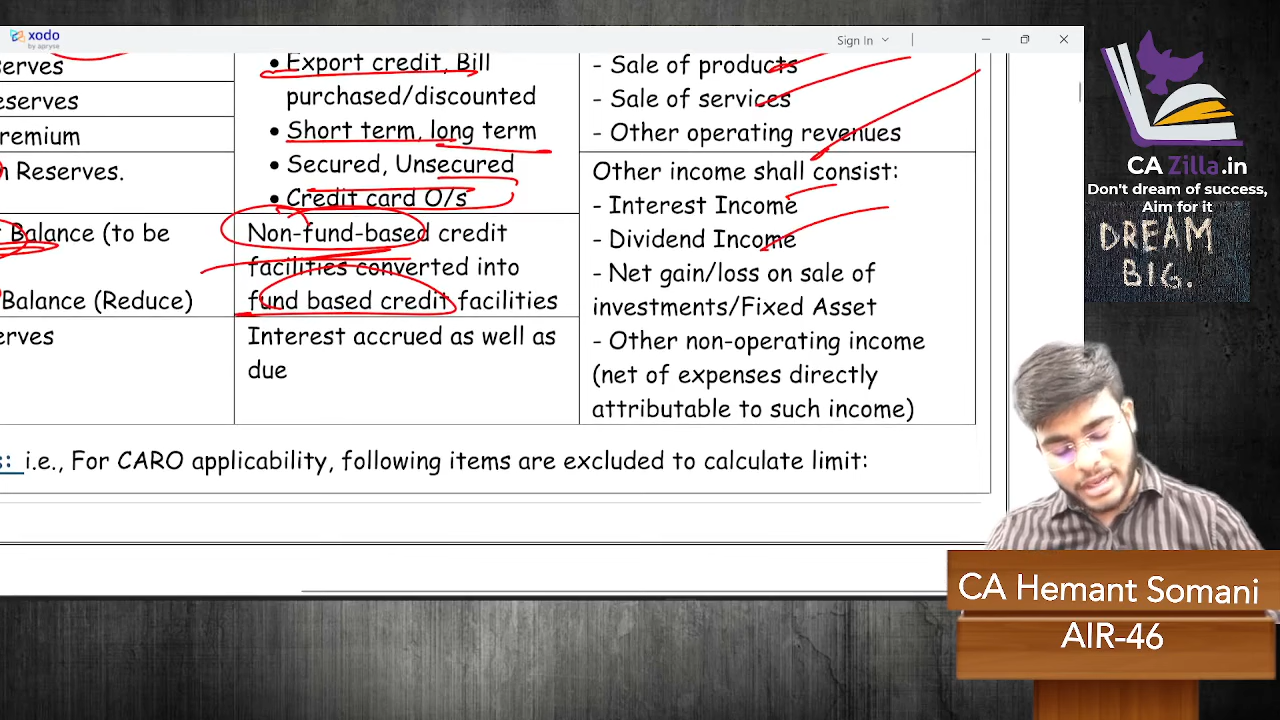 xodo
by apryse
Sign In
serves
eserves
remium
Reserves.
Balance (to be
Balance (Reduce)
erves
• Export credit, Bill
purchased/discounted
• Short term, long term
• Secured, Unsecured
• Credit card O/s
Non-fund-based credit
facilities converted into
fund based credit facilities
Interest accrued as well as
due
- Sale of products
- Sale of services
- Other operating revenues
Other income shall consist:
- Interest Income
- Dividend Income
- Net gain/loss on sale of
investments/Fixed Asset
- Other non-operating income
(net of expenses directly
attributable to such income)
s: i.e., For CARO applicability, following items are excluded to calculate limit:
CA Zilla.in
Don't dream of success,
Aim for it
DREAM
BIG.
CA Hemant Somani
AIR-46